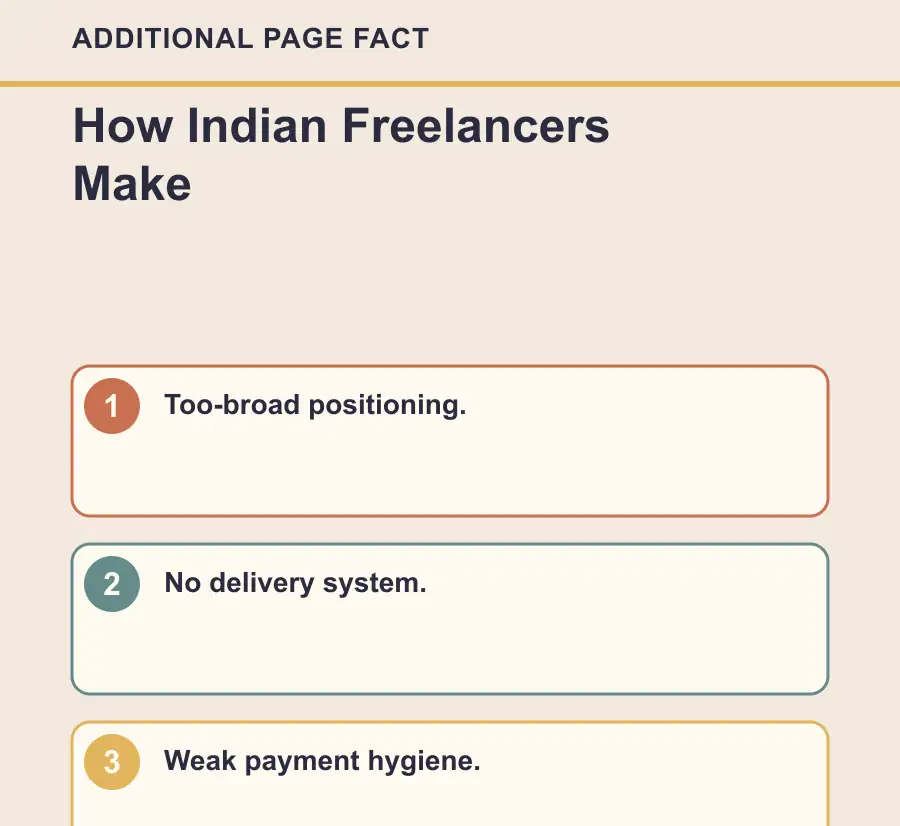 ADDITIONAL PAGE FACT
How Indian Freelancers
Make
1 Too-broad positioning.
2 No delivery system.
3 Weak payment hygiene.